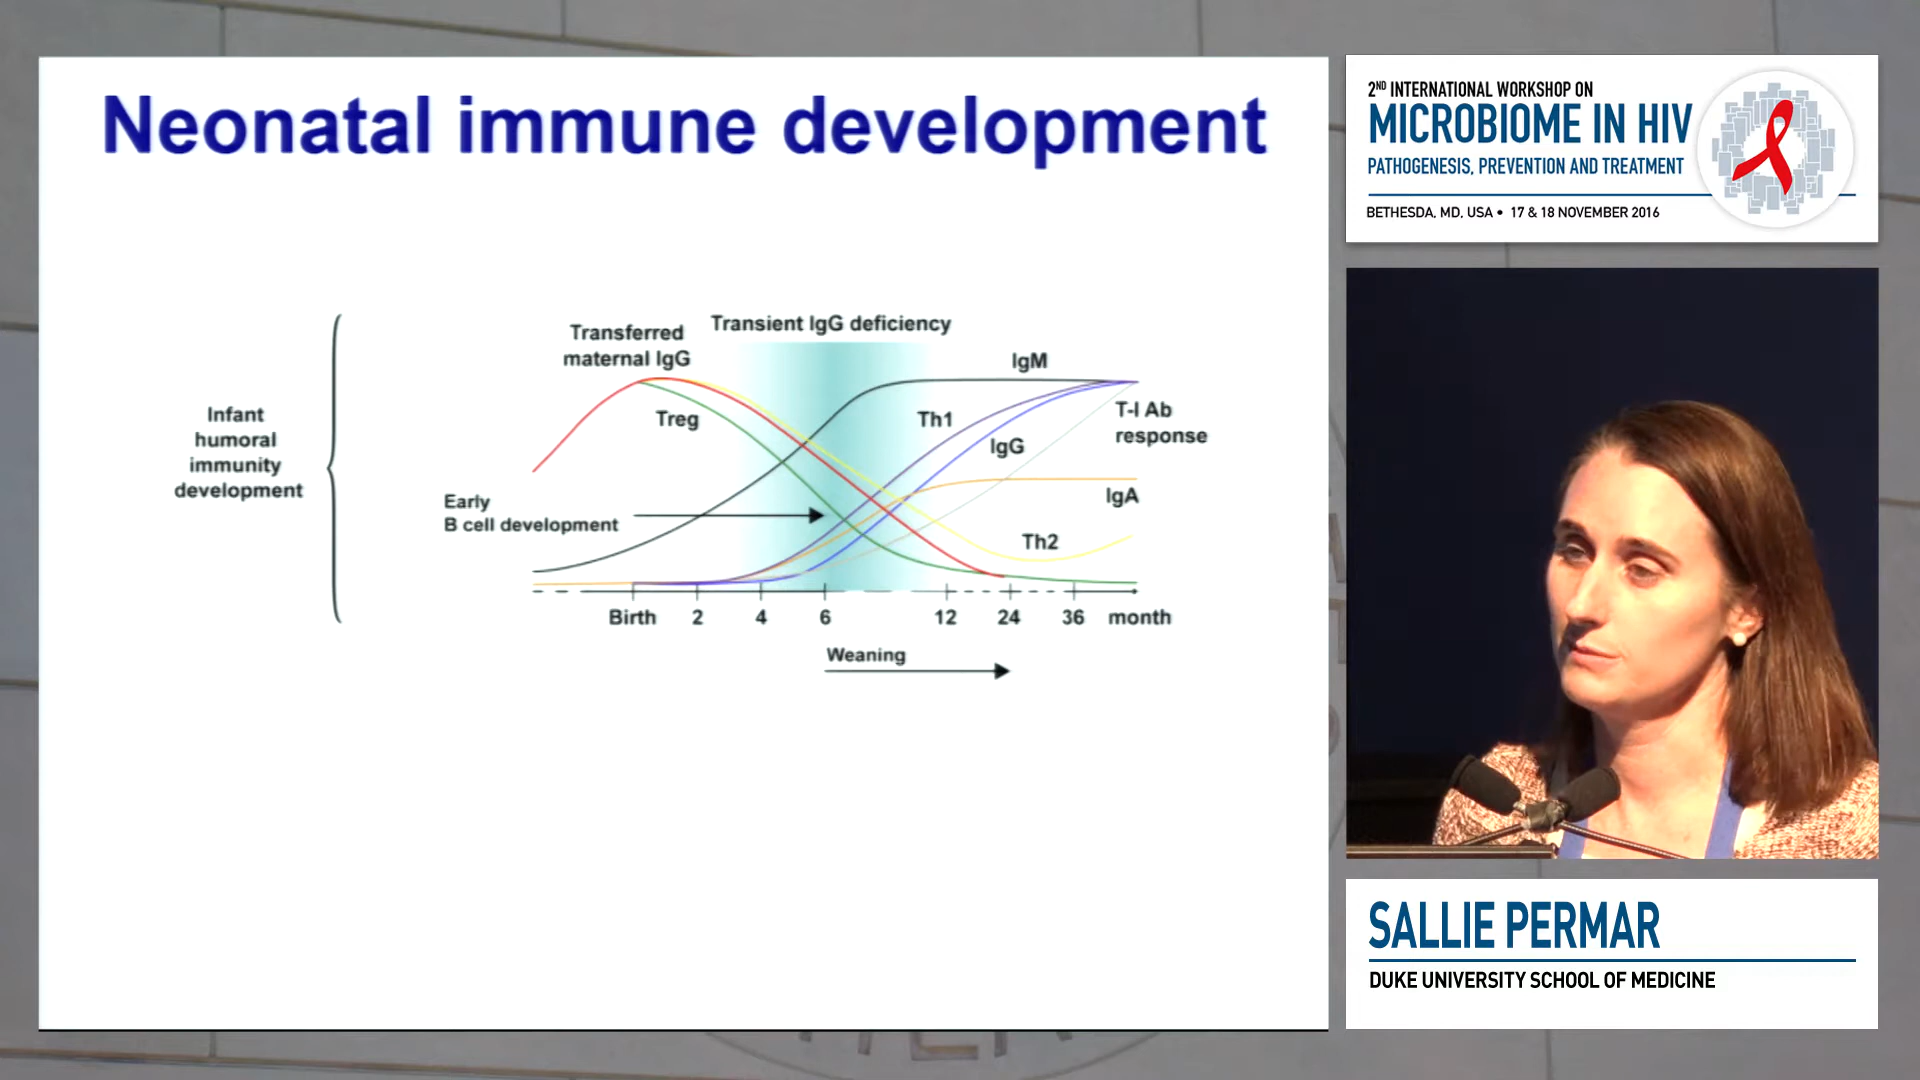 Neonatal immune development
Transferred
maternal IgG
Transient IgG deficiency
IgM
Treg
Th1
IgG
T-I Ab
response
Infant
humoral
immunity
development
Early
B cell development
IgA
Th2
Birth 2 4 6 12 24 36 month
Weaning
2ND INTERNATIONAL WORKSHOP ON
MICROBIOME IN HIV
PATHOGENESIS, PREVENTION AND TREATMENT
BETHESDA, MD, USA • 17 & 18 NOVEMBER 2016
SALLIE PERMAR
DUKE UNIVERSITY SCHOOL OF MEDICINE